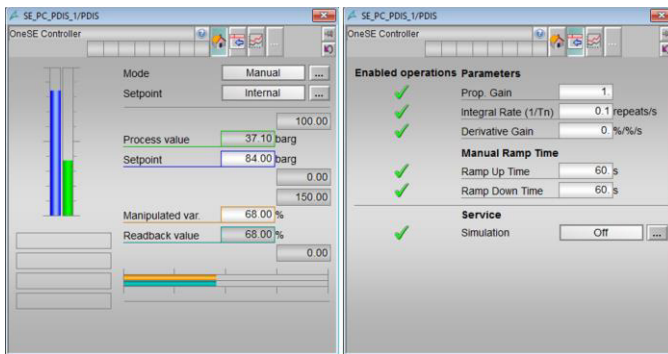 SE_PC_PDIS_1/PDIS
OneSE Controller
Mode Manual ...
Setpoint Internal ...
100.00
Process value 37.10 barg
Setpoint 84.00 barg
0.00
150.00
Manipulated var. 68.00 %
Readback value 68.00 %
0.00
SE_PC_PDIS_1/PDIS
OneSE Controller
Enabled operations Parameters
Prop. Gain 1.
Integral Rate (1/Tn) 0.1 repeats/s
Derivative Gain 0. %/%/s
Manual Ramp Time
Ramp Up Time 60. s
Ramp Down Time 60. s
Service
Simulation Off ...